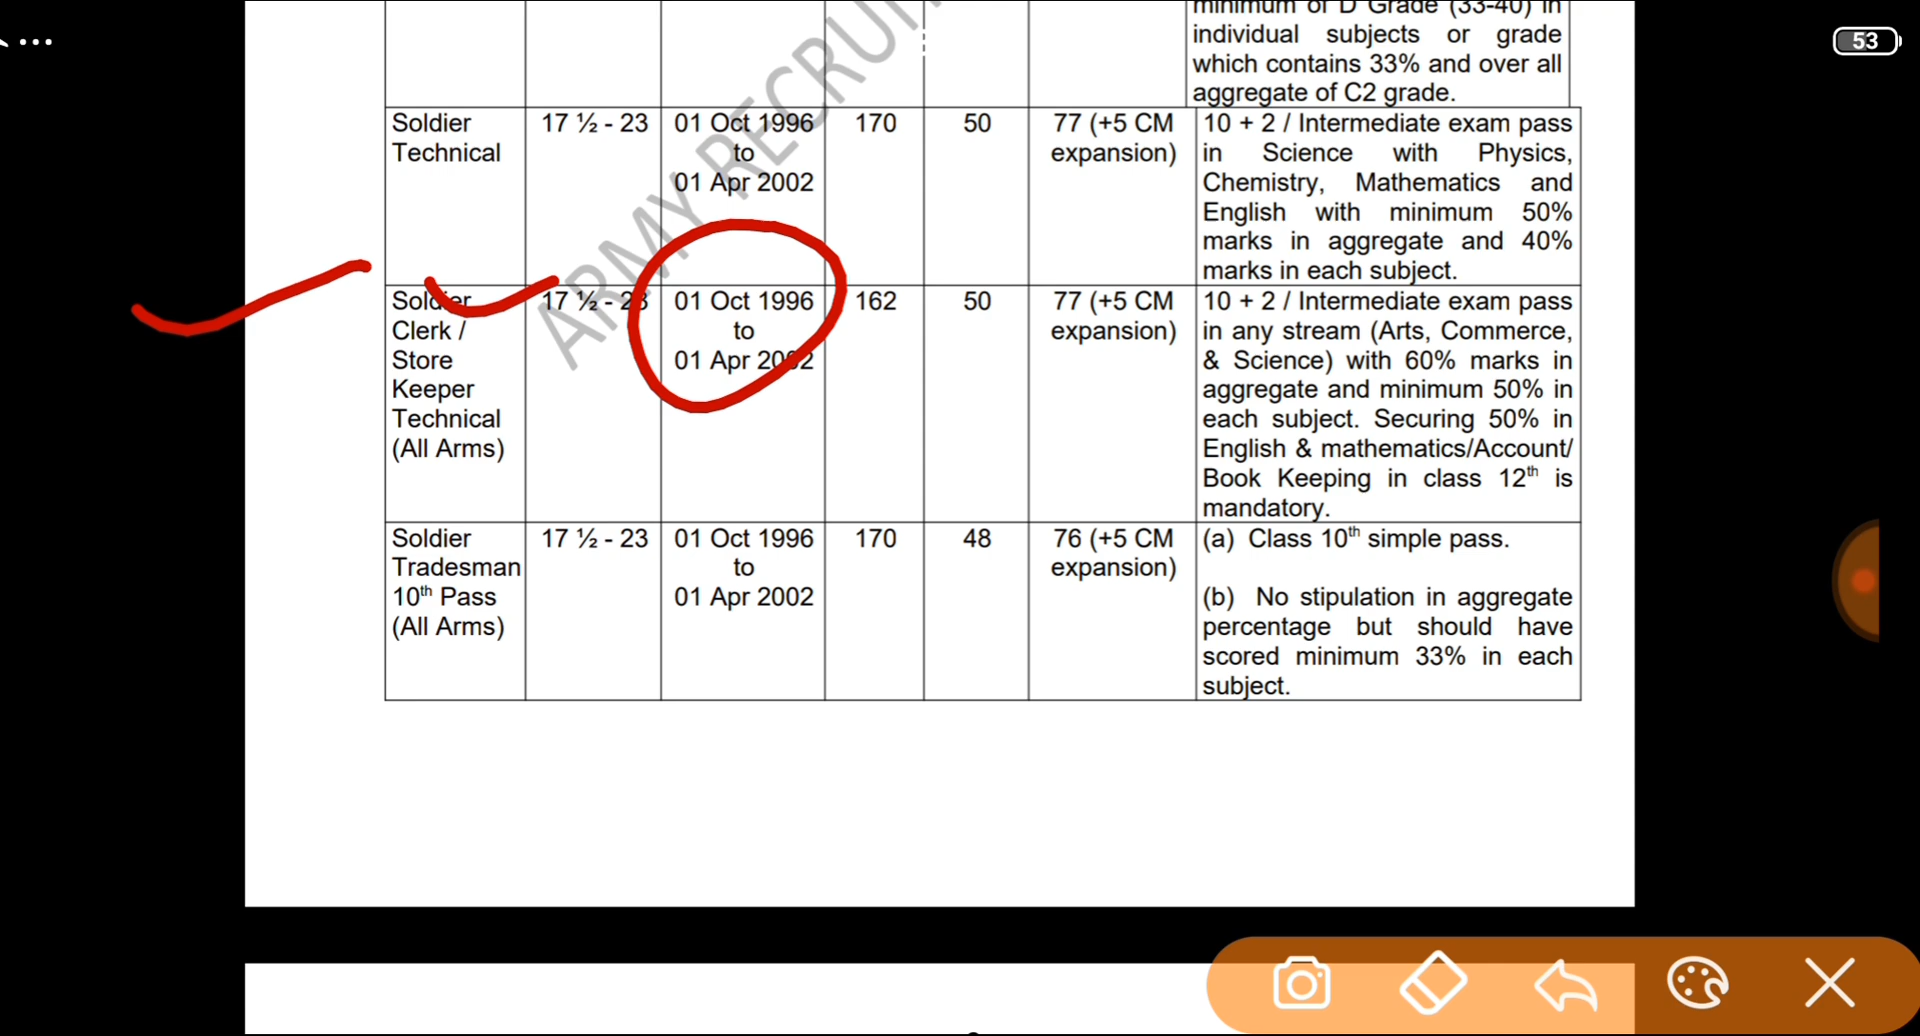 53
minimum of D Grade (33-40) in
individual subjects or grade
which contains 33% and over all
aggregate of C2 grade.
ARMY RECRUI
Soldier
Technical
17 ½ - 23
01 Oct 1996
to
01 Apr 2002
170
50
77 (+5 CM
expansion)
10 + 2 / Intermediate exam pass
in Science with Physics,
Chemistry, Mathematics and
English with minimum 50%
marks in aggregate and 40%
marks in each subject.
Soldier
Clerk /
Store
Keeper
Technical
(All Arms)
17 ½ - 23
01 Oct 1996
to
01 Apr 2002
162
50
77 (+5 CM
expansion)
10 + 2 / Intermediate exam pass
in any stream (Arts, Commerce,
& Science) with 60% marks in
aggregate and minimum 50% in
each subject. Securing 50% in
English & mathematics/Account/
Book Keeping in class 12th is
mandatory.
Soldier
Tradesman
10th Pass
(All Arms)
17 ½ - 23
01 Oct 1996
to
01 Apr 2002
170
48
76 (+5 CM
expansion)
(a) Class 10th simple pass.
(b) No stipulation in aggregate
percentage but should have
scored minimum 33% in each
subject.